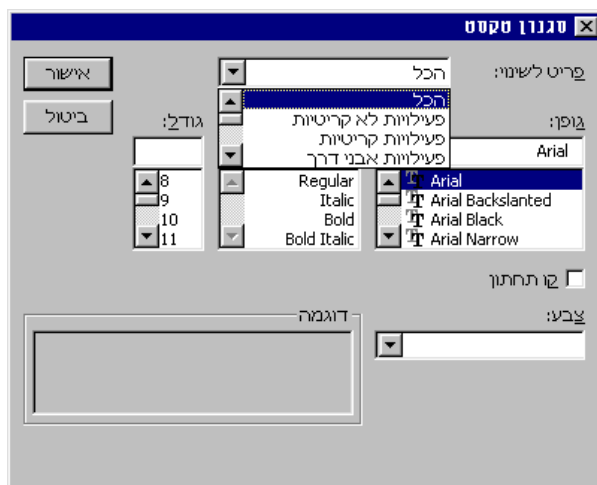 סגנון טקסט
פריט לשינוי:
הכל
אישור
הכל
פעילויות לא קריטיות
פעילויות קריטיות
פעילויות אבני דרך
גופן:
גודל:
ביטול
Arial
Arial
Arial Backslanted
Arial Black
Arial Narrow
Regular
Italic
Bold
Bold Italic
8
9
10
11
קו תחתון
צבע:
דוגמה